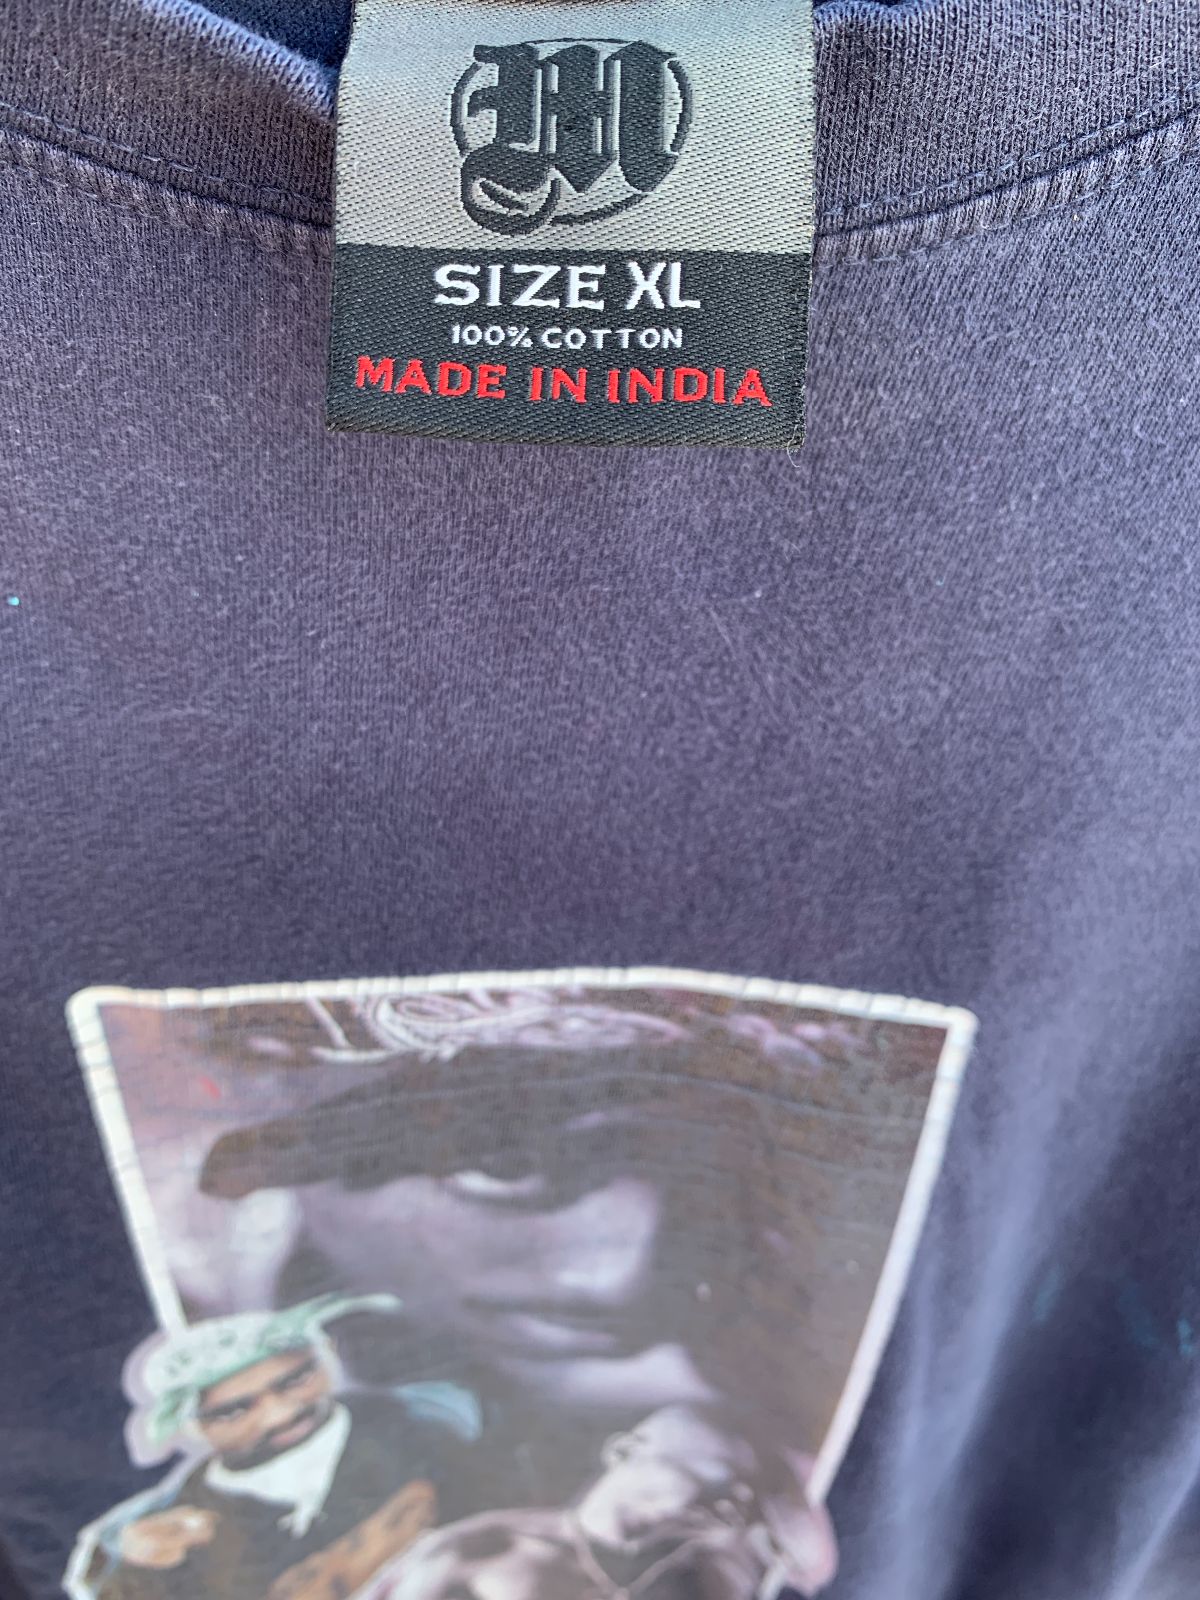 M
SIZE XL
100% COTTON
MADE IN INDIA